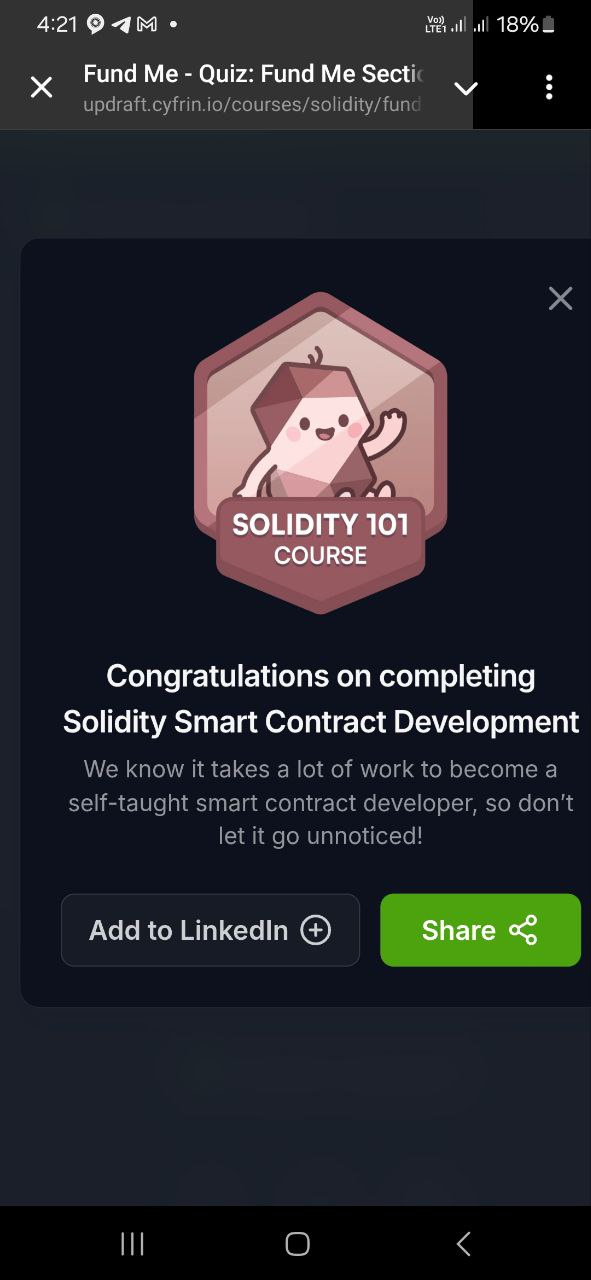 4:21
Vo)) LTE1
18%
Fund Me - Quiz: Fund Me Sectic
updraft.cyfrin.io/courses/solidity/fund
SOLIDITY 101
COURSE
Congratulations on completing
Solidity Smart Contract Development
We know it takes a lot of work to become a
self-taught smart contract developer, so don't
let it go unnoticed!
Add to LinkedIn
Share